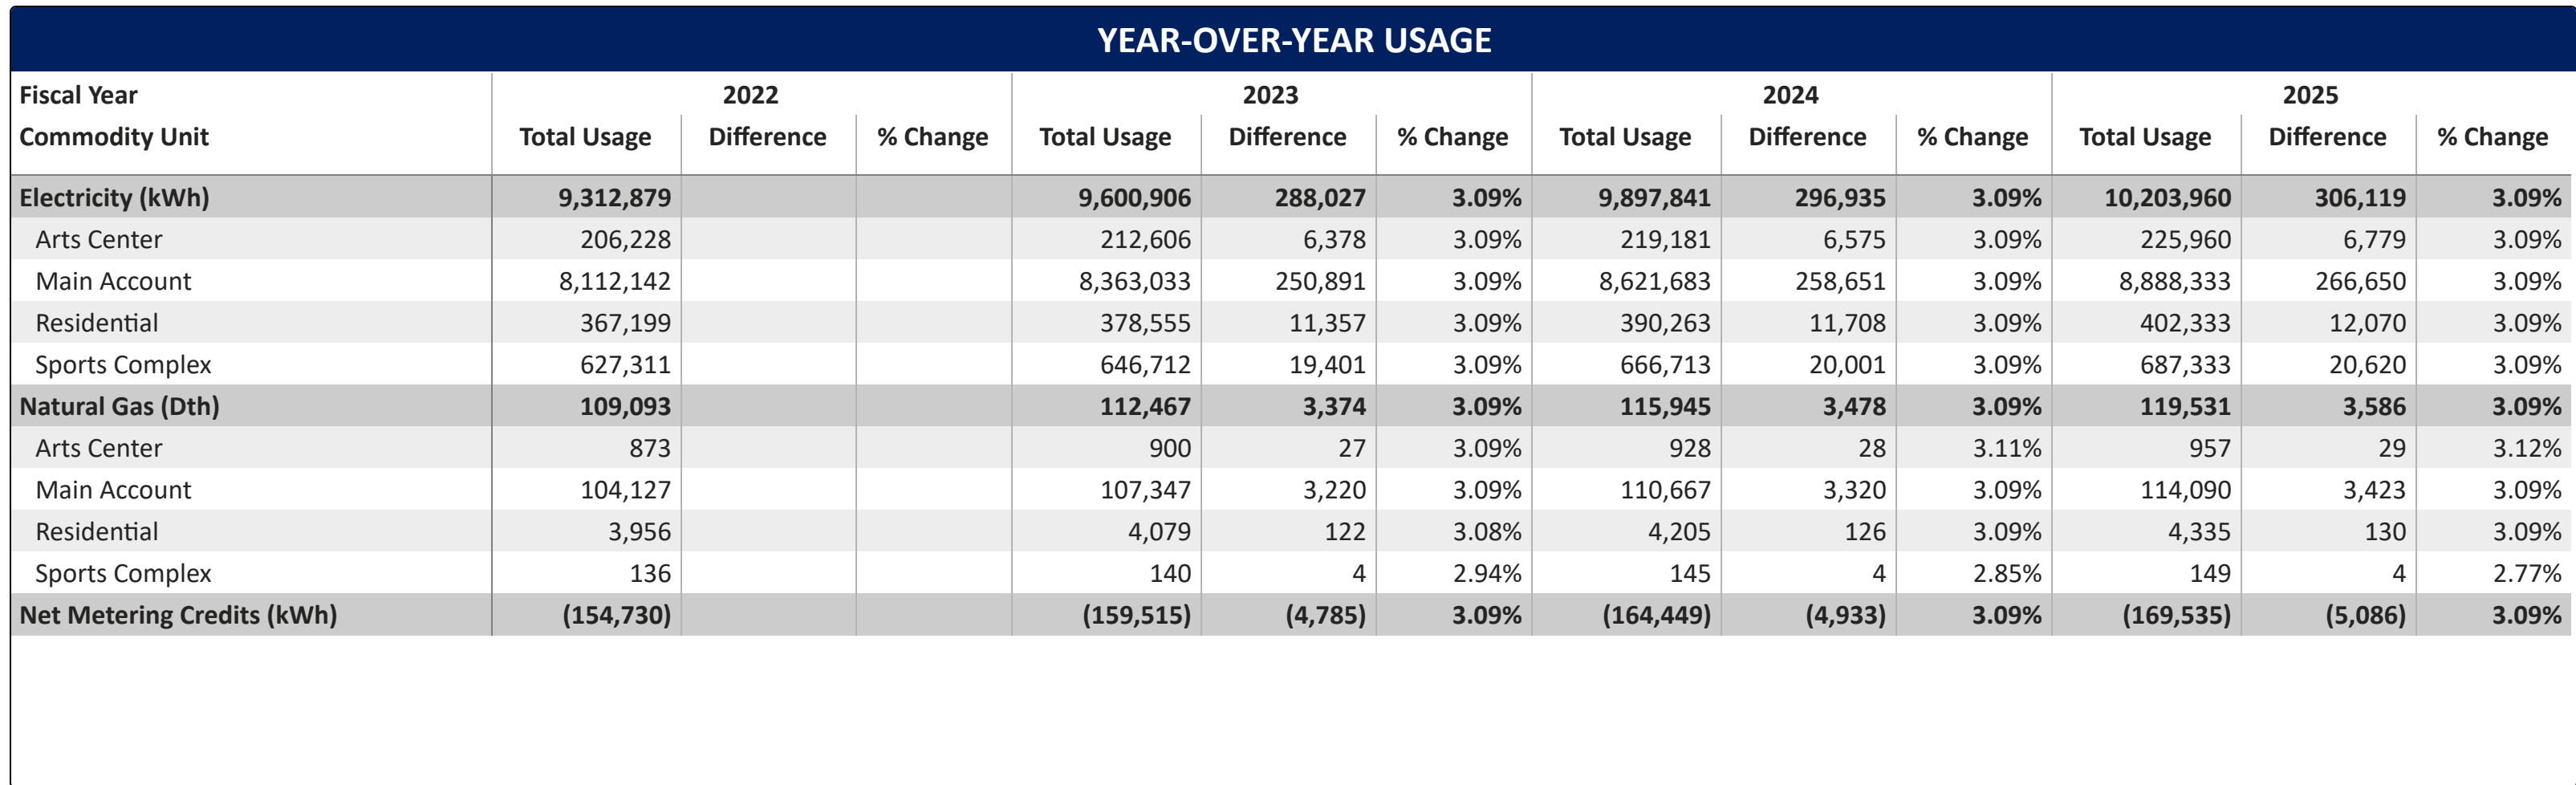 YEAR-OVER-YEAR USAGE
Fiscal Year 2022 2023 2024 2025
Commodity Unit Total Usage Difference % Change Total Usage Difference % Change Total Usage Difference % Change Total Usage Difference % Change
Electricity (kWh) 9,312,879 9,600,906 288,027 3.09% 9,897,841 296,935 3.09% 10,203,960 306,119 3.09%
Arts Center 206,228 212,606 6,378 3.09% 219,181 6,575 3.09% 225,960 6,779 3.09%
Main Account 8,112,142 8,363,033 250,891 3.09% 8,621,683 258,651 3.09% 8,888,333 266,650 3.09%
Residential 367,199 378,555 11,357 3.09% 390,263 11,708 3.09% 402,333 12,070 3.09%
Sports Complex 627,311 646,712 19,401 3.09% 666,713 20,001 3.09% 687,333 20,620 3.09%
Natural Gas (Dth) 109,093 112,467 3,374 3.09% 115,945 3,478 3.09% 119,531 3,586 3.09%
Arts Center 873 900 27 3.09% 928 28 3.11% 957 29 3.12%
Main Account 104,127 107,347 3,220 3.09% 110,667 3,320 3.09% 114,090 3,423 3.09%
Residential 3,956 4,079 122 3.08% 4,205 126 3.09% 4,335 130 3.09%
Sports Complex 136 140 4 2.94% 145 4 2.85% 149 4 2.77%
Net Metering Credits (kWh) (154,730) (159,515) (4,785) 3.09% (164,449) (4,933) 3.09% (169,535) (5,086) 3.09%